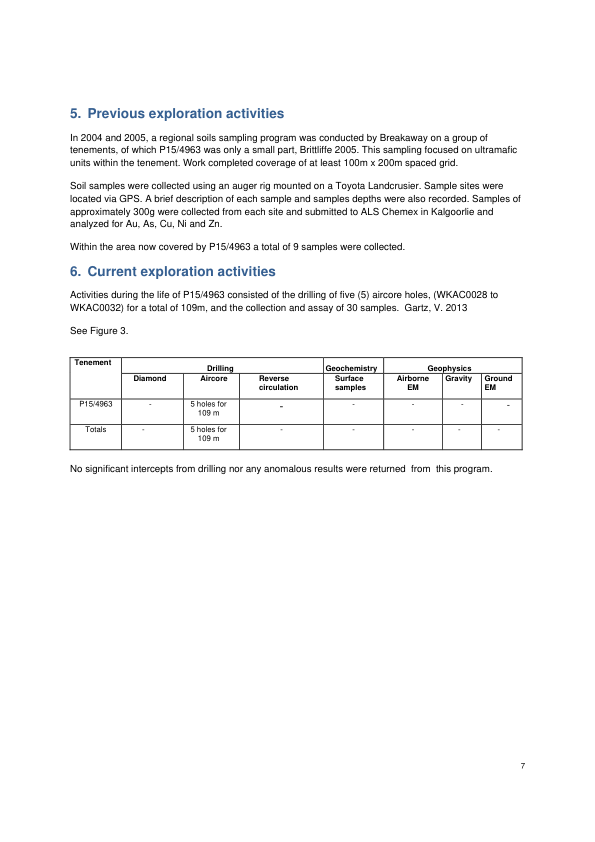 5. Previous exploration activities
In 2004 and 2005, a regional soils sampling program was conducted by Breakaway on a group of
tenements, of which P15/4963 was only a small part, Brittliffe 2005. This sampling focused on ultramafic
units within the tenement. Work completed coverage of at least 100m x 200m spaced grid.
Soil samples were collected using an auger rig mounted on a Toyota Landcrusier. Sample sites were
located via GPS. A brief description of each sample and samples depths were also recorded. Samples of
approximately 300g were collected from each site and submitted to ALS Chemex in Kalgoorlie and
analyzed for Au, As, Cu, Ni and Zn.
Within the area now covered by P15/4963 a total of 9 samples were collected.
6. Current exploration activities
Activities during the life of P15/4963 consisted of the drilling of five (5) aircore holes, (WKAC0028 to
WKAC0032) for a total of 109m, and the collection and assay of 30 samples. Gartz, V. 2013
See Figure 3.
Tenement Drilling Geochemistry Geophysics
Diamond Aircore Reverse Surface Airborne Gravity Ground
circulation samples EM EM
P15/4963 - 5 holes for - - - - -
109 m
Totals - 5 holes for - - - - -
109 m
No significant intercepts from drilling nor any anomalous results were returned from this program.
7